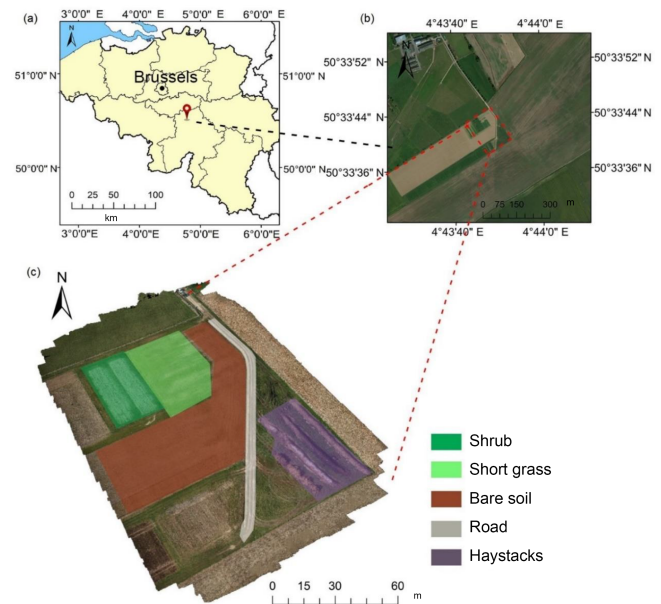 (a)
N
51°0'0" N
50°0'0" N
Brussels
0 25 50 100
km
3°0'0" E 4°0'0" E 5°0'0" E 6°0'0" E
(b)
4°43'40" E 4°44'0" E
N
50°33'52" N
50°33'44" N
50°33'36" N
51°0'0" N
50°0'0" N
50°33'52" N
50°33'44" N
50°33'36" N
0 75 150 300 m
4°43'40" E 4°44'0" E
3°0'0" E 4°0'0" E 5°0'0" E 6°0'0" E
(c)
N
Shrub
Short grass
Bare soil
Road
Haystacks
0 15 30 60
m